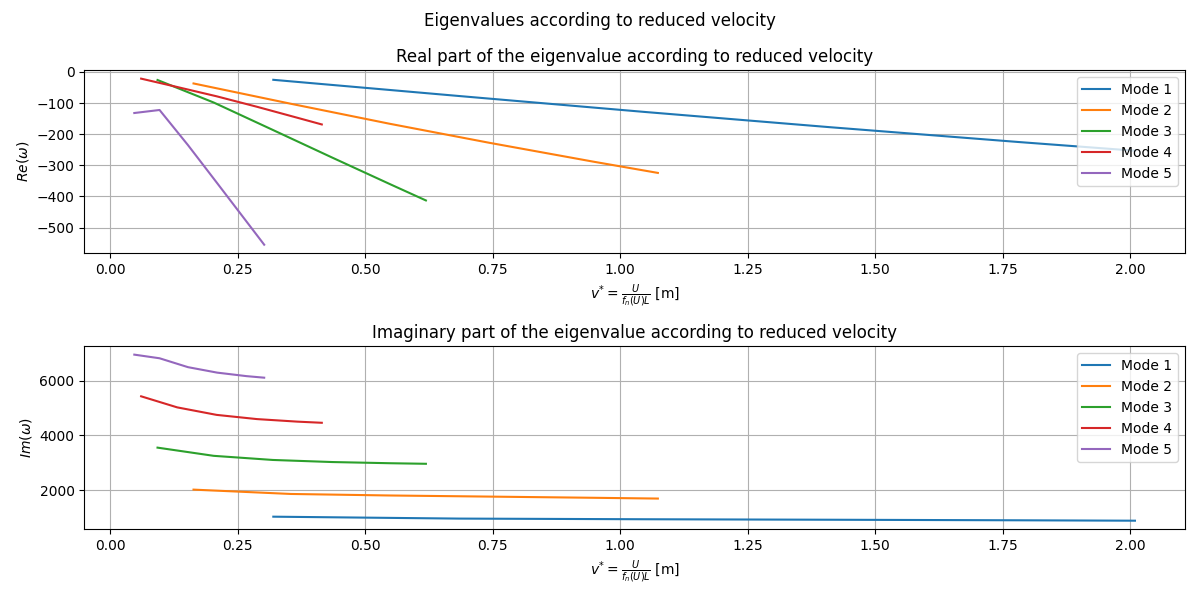 Eigenvalues according to reduced velocity
Real part of the eigenvalue according to reduced velocity
0
−100
−200
−300
−400
−500
Re(ω)
Mode 1
Mode 2
Mode 3
Mode 4
Mode 5
0.00 0.25 0.50 0.75 1.00 1.25 1.50 1.75 2.00
v* = U/fₙ(U)L [m]
Imaginary part of the eigenvalue according to reduced velocity
6000
4000
2000
Im(ω)
Mode 1
Mode 2
Mode 3
Mode 4
Mode 5
0.00 0.25 0.50 0.75 1.00 1.25 1.50 1.75 2.00
v* = U/fₙ(U)L [m]